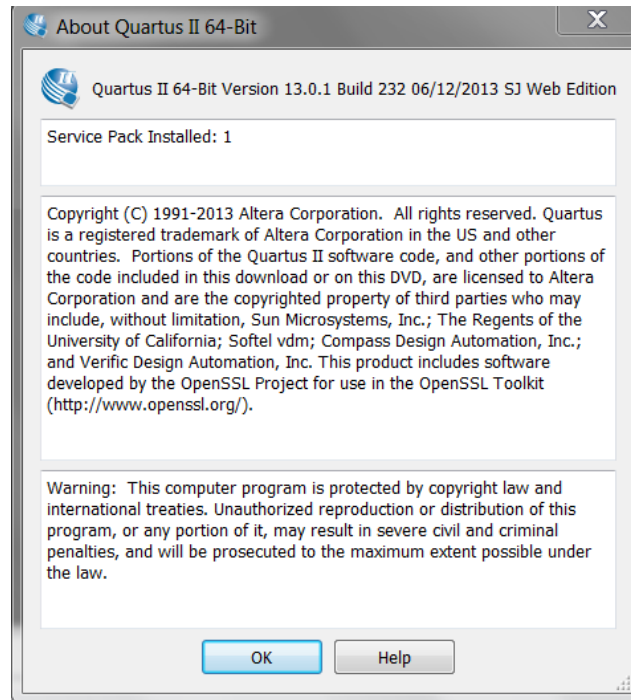 About Quartus II 64-Bit
Quartus II 64-Bit Version 13.0.1 Build 232 06/12/2013 SJ Web Edition
Service Pack Installed: 1
Copyright (C) 1991-2013 Altera Corporation.  All rights reserved. Quartus
is a registered trademark of Altera Corporation in the US and other
countries.  Portions of the Quartus II software code, and other portions of
the code included in this download or on this DVD, are licensed to Altera
Corporation and are the copyrighted property of third parties who may
include, without limitation, Sun Microsystems, Inc.; The Regents of the
University of California; Softel vdm; Compass Design Automation, Inc.;
and Verific Design Automation, Inc. This product includes software
developed by the OpenSSL Project for use in the OpenSSL Toolkit
(http://www.openssl.org/).
Warning:  This computer program is protected by copyright law and
international treaties. Unauthorized reproduction or distribution of this
program, or any portion of it, may result in severe civil and criminal
penalties, and will be prosecuted to the maximum extent possible under
the law.
OK
Help